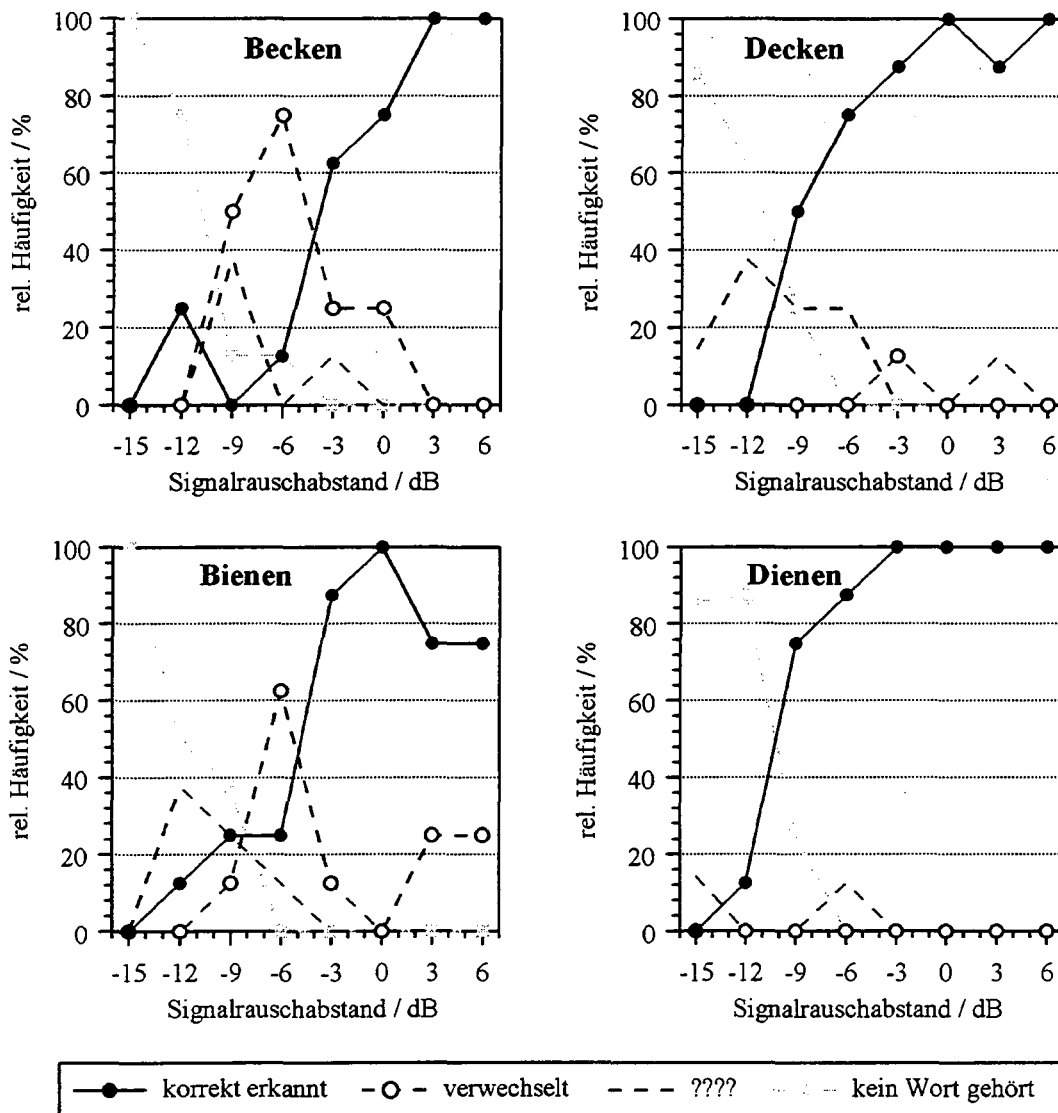 100
80
60
40
20
0
rel. Häufigkeit / %
Becken
-15 -12 -9 -6 -3 0 3 6
Signalrauschabstand / dB
100
80
60
40
20
0
rel. Häufigkeit / %
Decken
-15 -12 -9 -6 -3 0 3 6
Signalrauschabstand / dB
100
80
60
40
20
0
rel. Häufigkeit / %
Bienen
-15 -12 -9 -6 -3 0 3 6
Signalrauschabstand / dB
100
80
60
40
20
0
rel. Häufigkeit / %
Dienen
-15 -12 -9 -6 -3 0 3 6
Signalrauschabstand / dB
korrekt erkannt verwechselt ???? kein Wort gehört